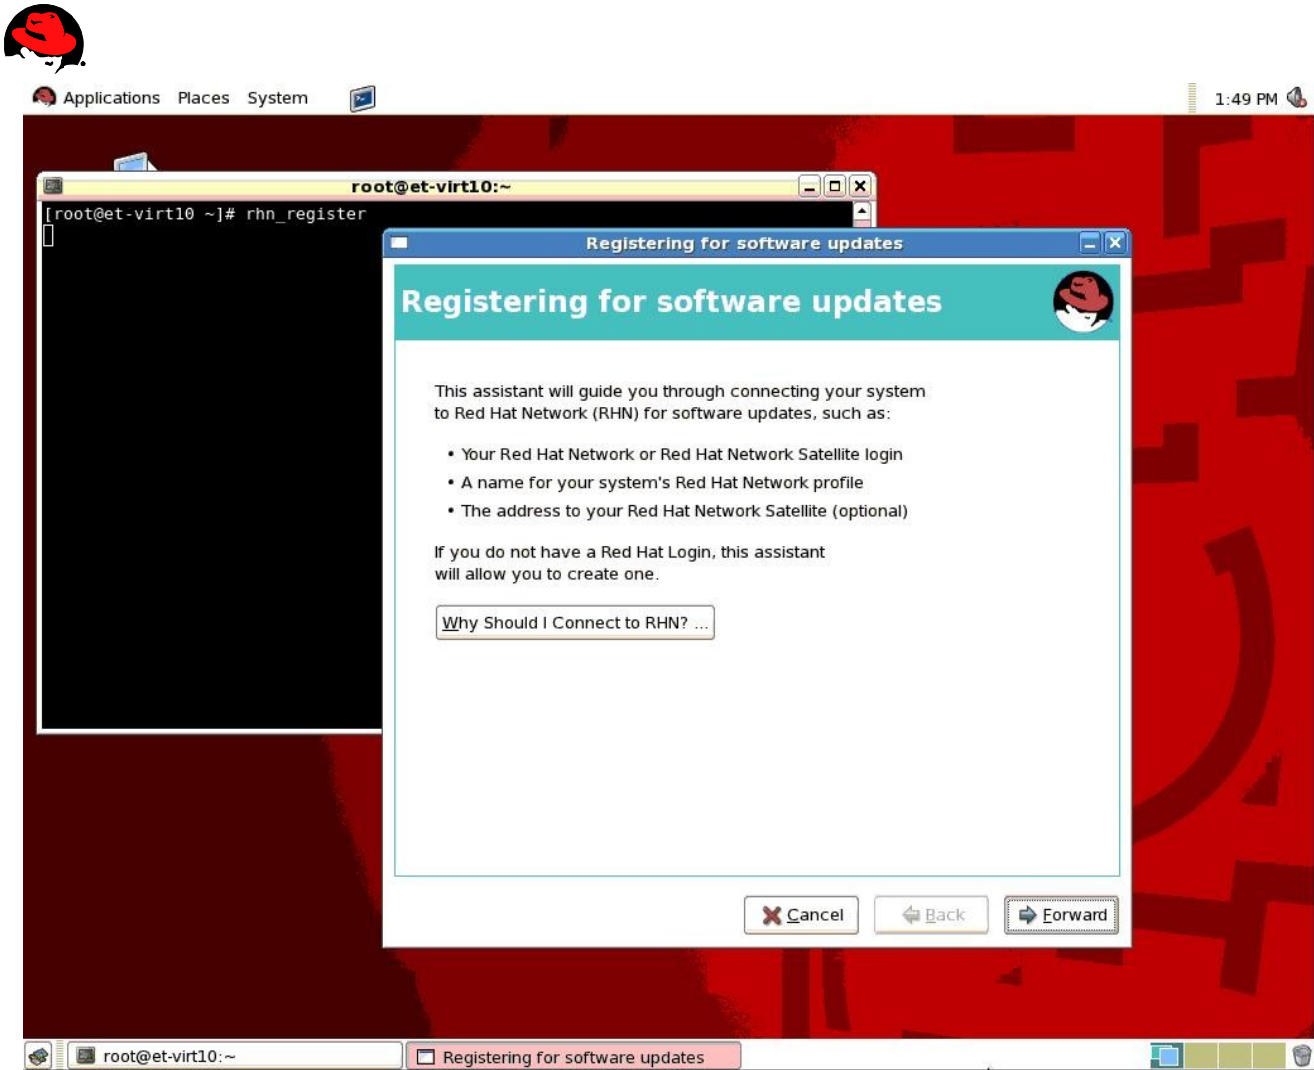 Applications Places System
1:49 PM
root@et-virt10:~
[root@et-virt10 ~]# rhn_register
Registering for software updates
Registering for software updates
This assistant will guide you through connecting your system
to Red Hat Network (RHN) for software updates, such as:
• Your Red Hat Network or Red Hat Network Satellite login
• A name for your system's Red Hat Network profile
• The address to your Red Hat Network Satellite (optional)
If you do not have a Red Hat Login, this assistant
will allow you to create one.
Why Should I Connect to RHN? ...
Cancel
Back
Forward
root@et-virt10:~
Registering for software updates